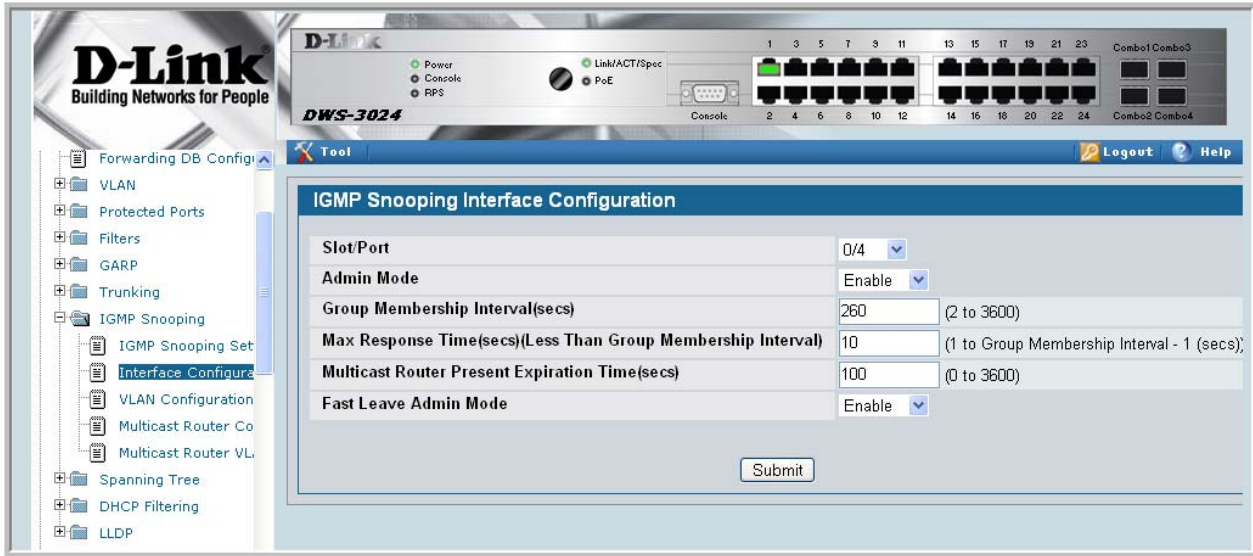 D-Link
Building Networks for People
D-Link
Power
Console
RPS
Link/ACT/Spec
PoE
DWS-3024
Console
1 3 5 7 9 11 13 15 17 19 21 23
2 4 6 8 10 12 14 16 18 20 22 24
Combo1 Combo3
Combo2 Combo4
Tool
Logout
Help
Forwarding DB Config
VLAN
Protected Ports
Filters
GARP
Trunking
IGMP Snooping
IGMP Snooping Set
Interface Configura
VLAN Configuration
Multicast Router Co
Multicast Router VL
Spanning Tree
DHCP Filtering
LLDP
IGMP Snooping Interface Configuration
Slot/Port 0/4
Admin Mode Enable
Group Membership Interval(secs) 260 (2 to 3600)
Max Response Time(secs)(Less Than Group Membership Interval) 10 (1 to Group Membership Interval - 1 (secs))
Multicast Router Present Expiration Time(secs) 100 (0 to 3600)
Fast Leave Admin Mode Enable
Submit